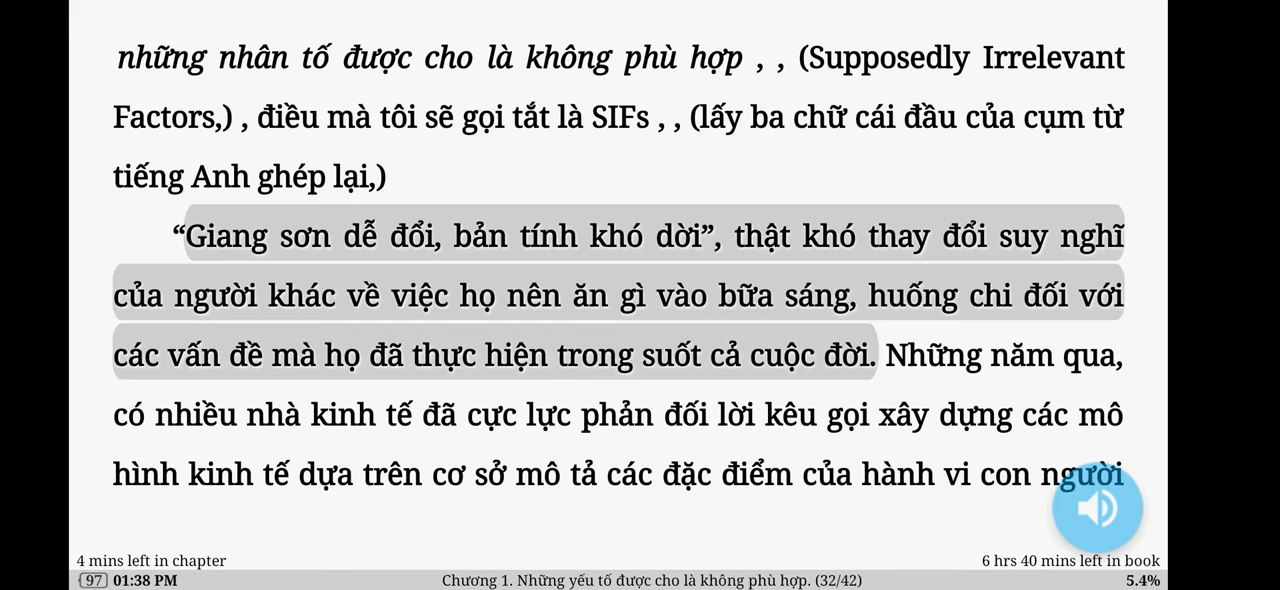 những nhân tố được cho là không phù hợp , , (Supposedly Irrelevant
Factors,) , điều mà tôi sẽ gọi tắt là SIFs , , (lấy ba chữ cái đầu của cụm từ
tiếng Anh ghép lại,)
“Giang sơn dễ đổi, bản tính khó dời”, thật khó thay đổi suy nghĩ
của người khác về việc họ nên ăn gì vào bữa sáng, huống chi đối với
các vấn đề mà họ đã thực hiện trong suốt cả cuộc đời. Những năm qua,
có nhiều nhà kinh tế đã cực lực phản đối lời kêu gọi xây dựng các mô
hình kinh tế dựa trên cơ sở mô tả các đặc điểm của hành vi con người
4 mins left in chapter 6 hrs 40 mins left in book
97 01:38 PM Chương 1. Những yếu tố được cho là không phù hợp. (32/42) 5.4%